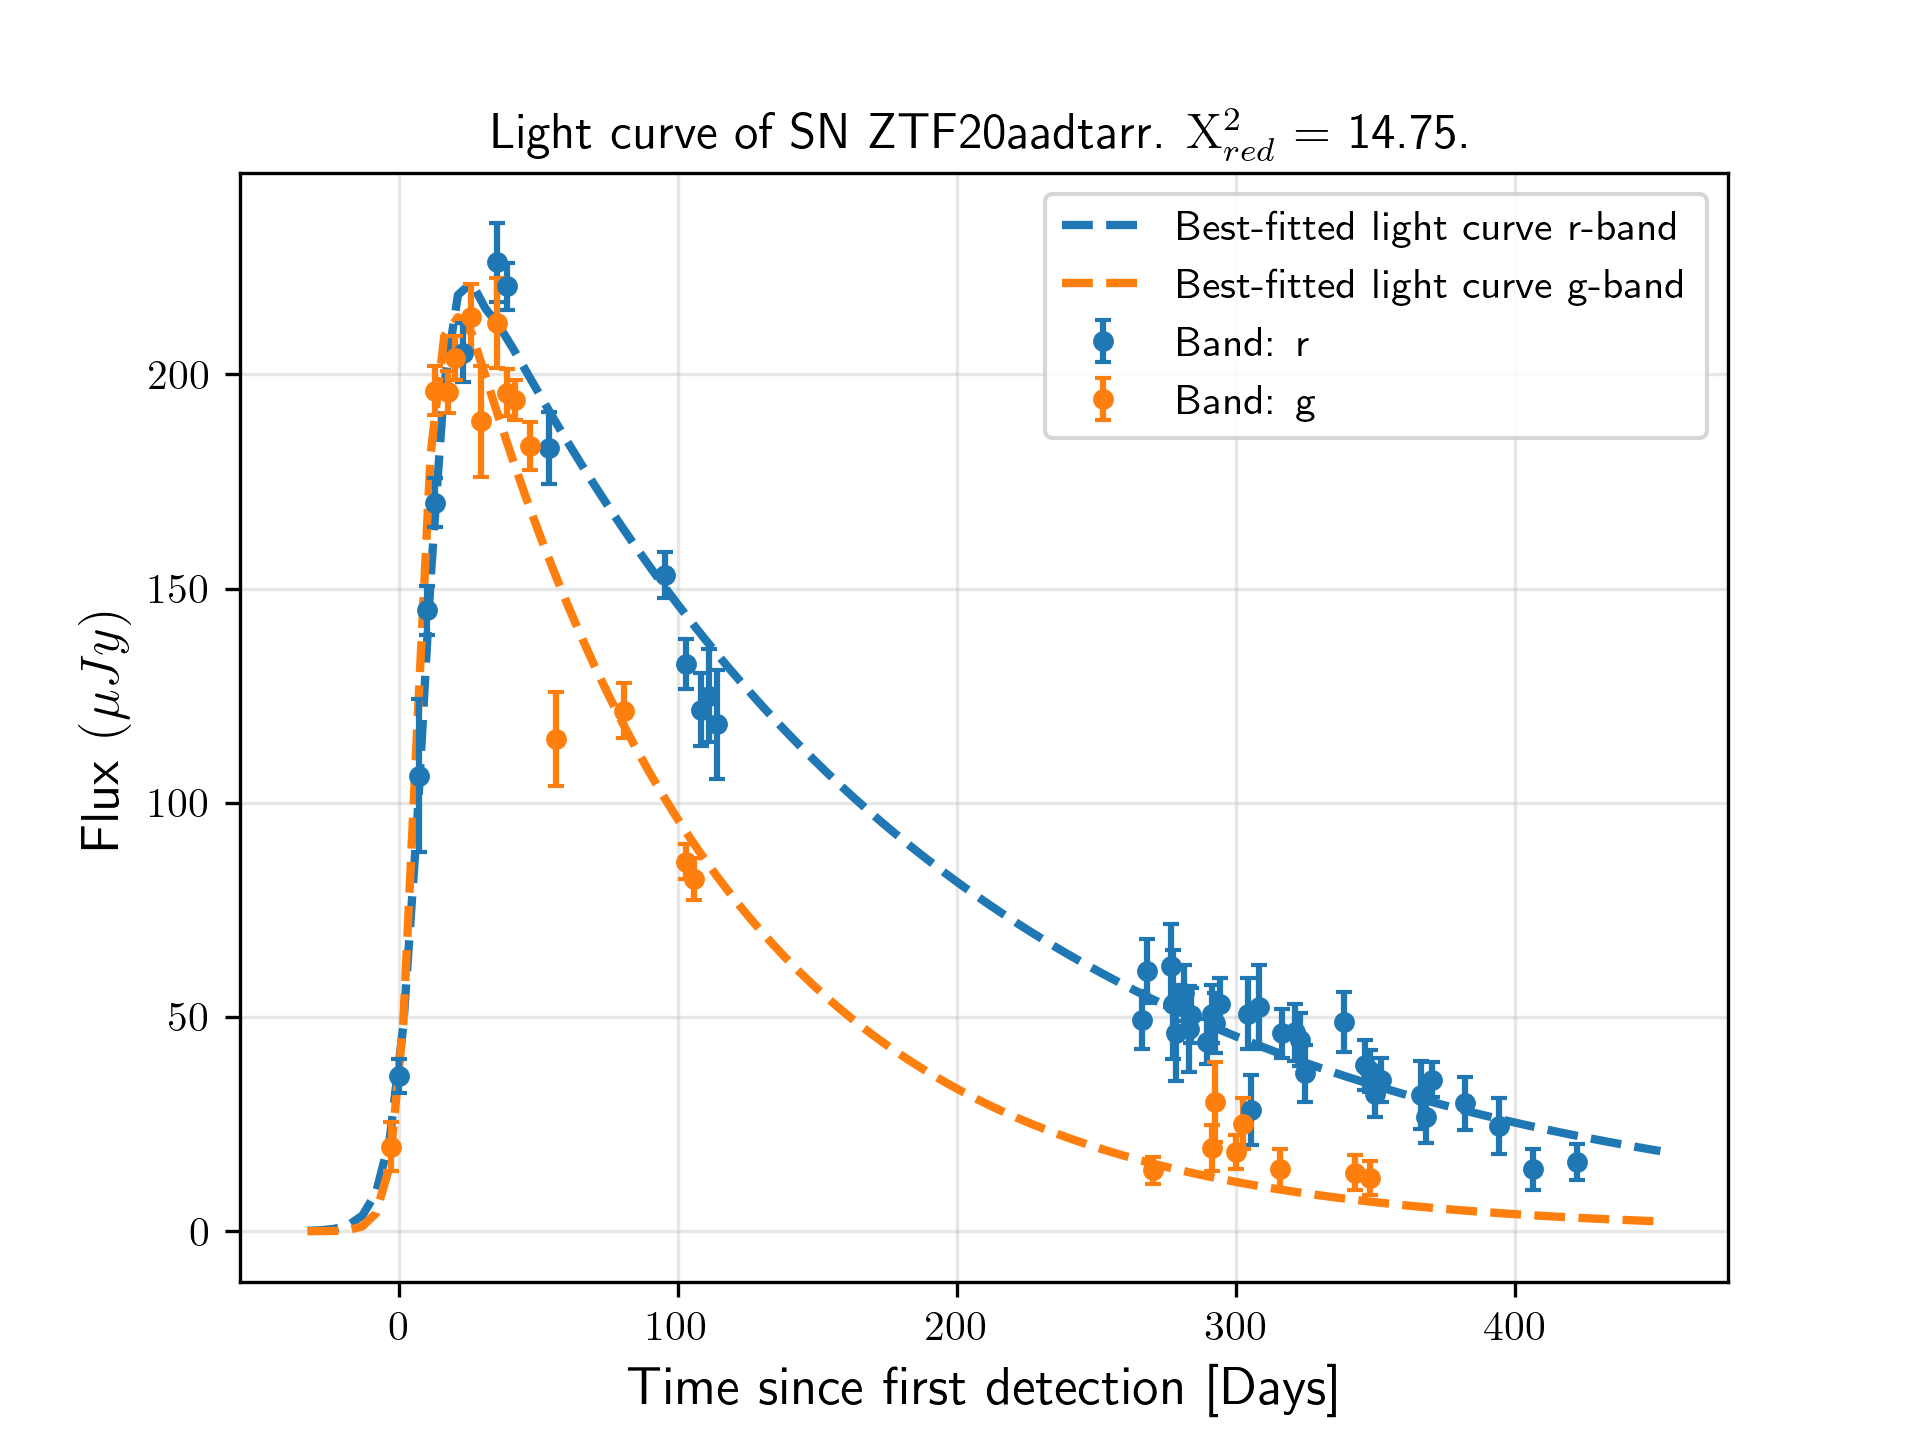 Light curve of SN ZTF20aadtarr. X²_red = 14.75.
Best-fitted light curve r-band
Best-fitted light curve g-band
Band: r
Band: g
Flux (μJy)
200
150
100
50
0
0 100 200 300 400
Time since first detection [Days]